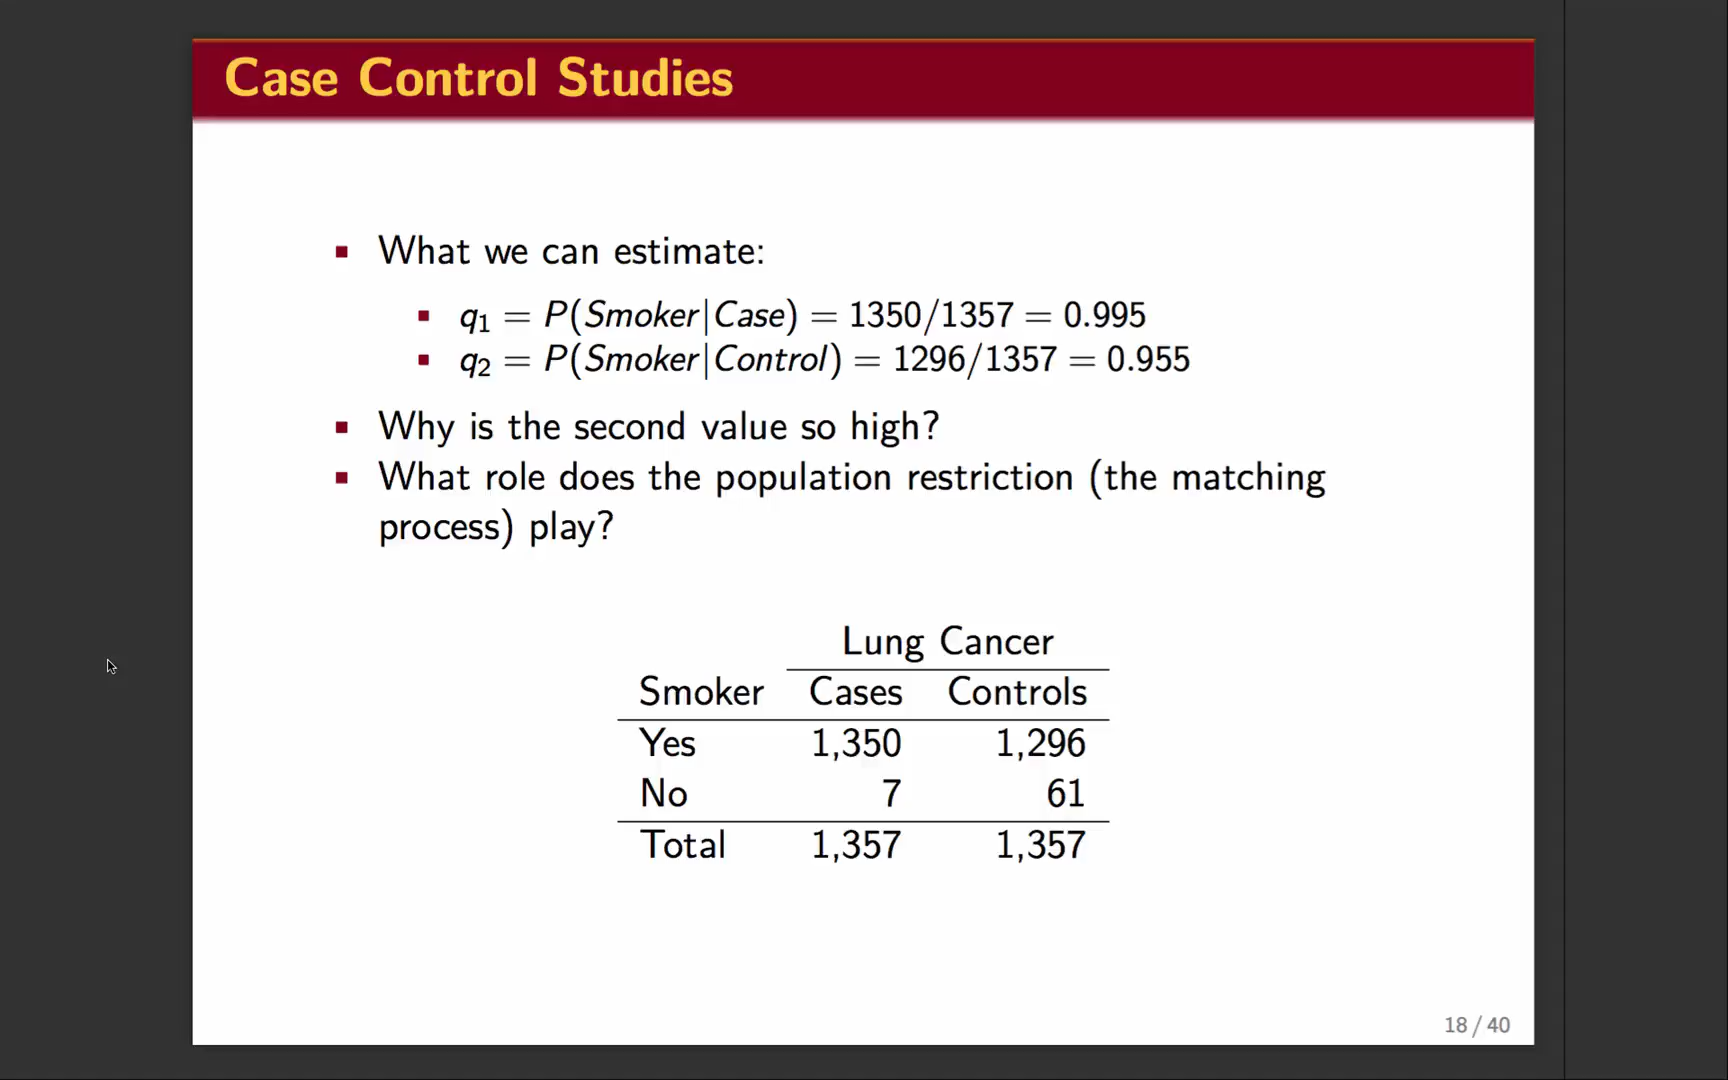 Case Control Studies
What we can estimate:
q₁ = P(Smoker|Case) = 1350/1357 = 0.995
q₂ = P(Smoker|Control) = 1296/1357 = 0.955
Why is the second value so high?
What role does the population restriction (the matching
process) play?
Lung Cancer
Smoker Cases Controls
Yes 1,350 1,296
No 7 61
Total 1,357 1,357
18 / 40